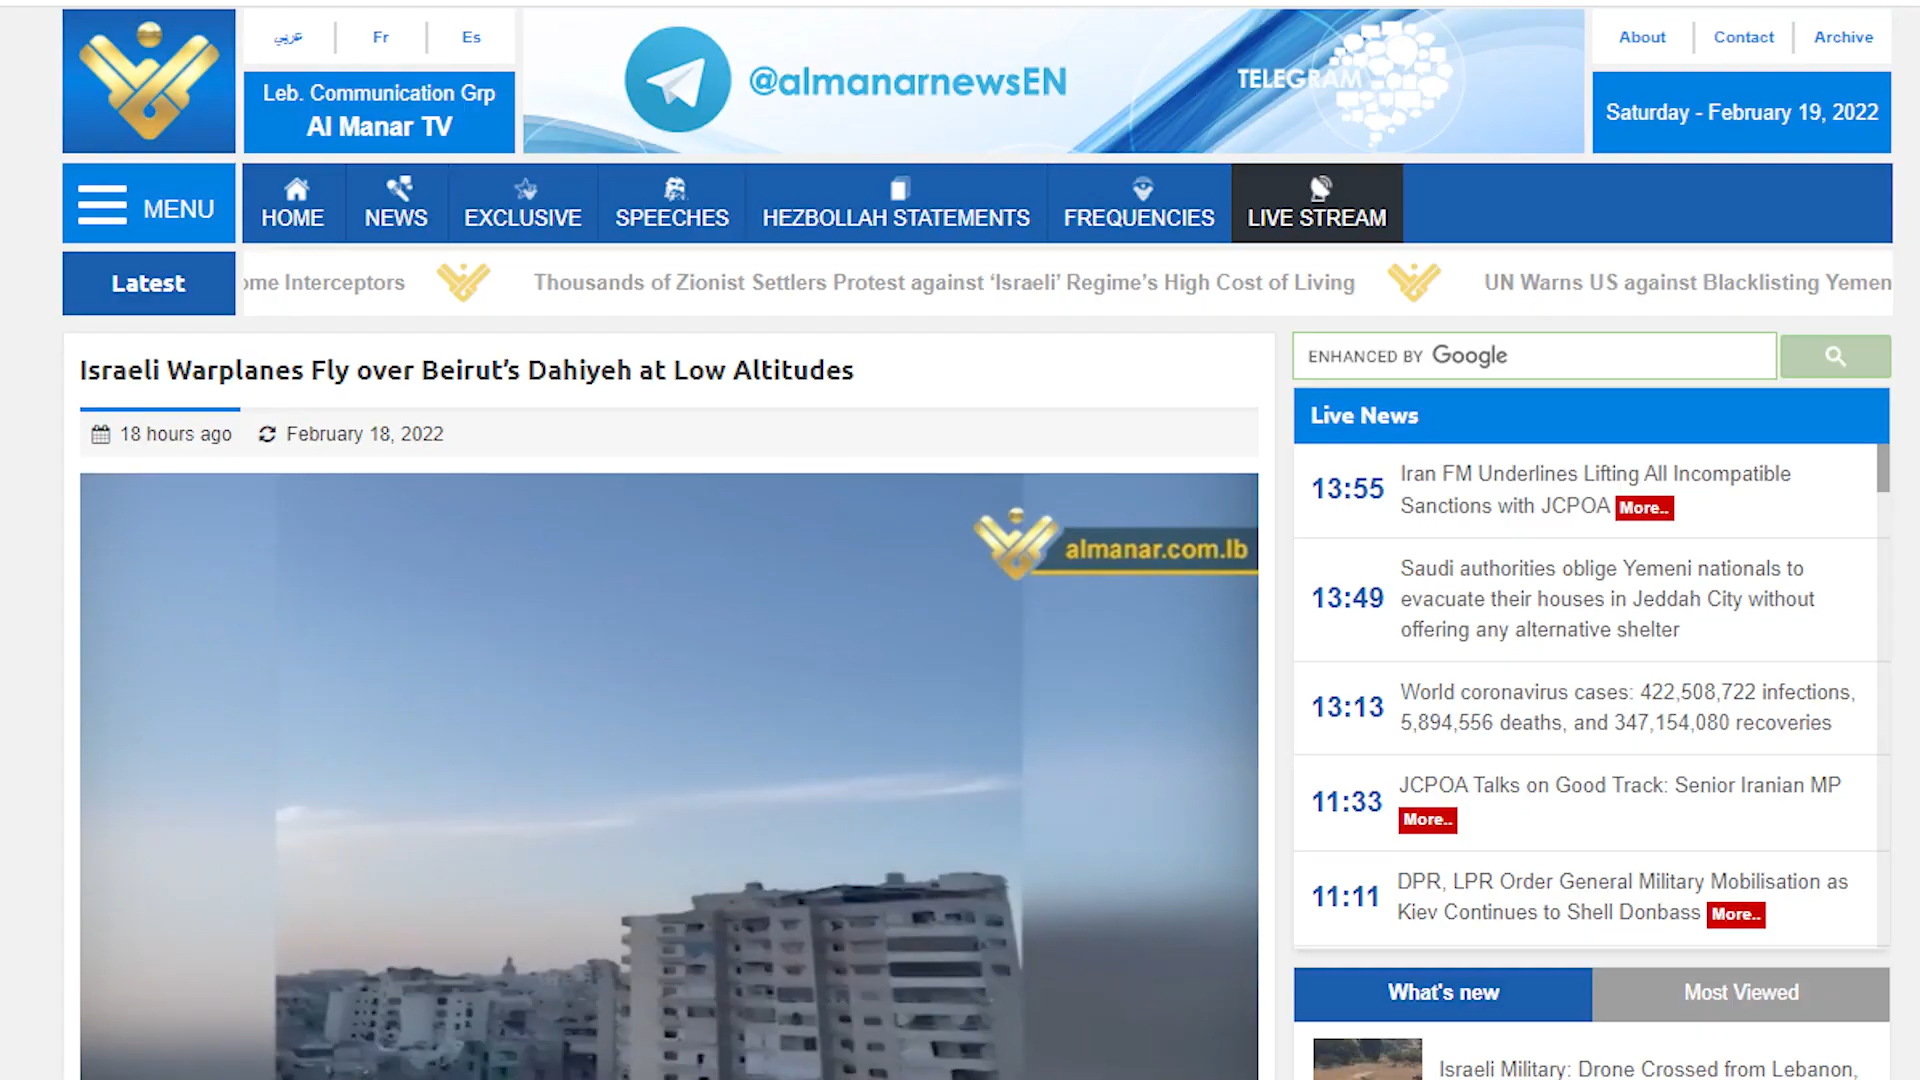 عربي
Fr
Es
@almanarnewsEN
TELEGRAM
About
Contact
Archive
Leb. Communication Grp
Al Manar TV
Saturday - February 19, 2022
MENU
HOME
NEWS
EXCLUSIVE
SPEECHES
HEZBOLLAH STATEMENTS
FREQUENCIES
LIVE STREAM
Latest
ome Interceptors
Thousands of Zionist Settlers Protest against ‘Israeli’ Regime’s High Cost of Living
UN Warns US against Blacklisting Yemen
Israeli Warplanes Fly over Beirut’s Dahiyeh at Low Altitudes
18 hours ago
February 18, 2022
almanar.com.lb
ENHANCED BY Google
Live News
13:55
Iran FM Underlines Lifting All Incompatible
Sanctions with JCPOA More..
13:49
Saudi authorities oblige Yemeni nationals to
evacuate their houses in Jeddah City without
offering any alternative shelter
13:13
World coronavirus cases: 422,508,722 infections,
5,894,556 deaths, and 347,154,080 recoveries
11:33
JCPOA Talks on Good Track: Senior Iranian MP
More..
11:11
DPR, LPR Order General Military Mobilisation as
Kiev Continues to Shell Donbass More..
What's new
Most Viewed
Israeli Military: Drone Crossed from Lebanon,